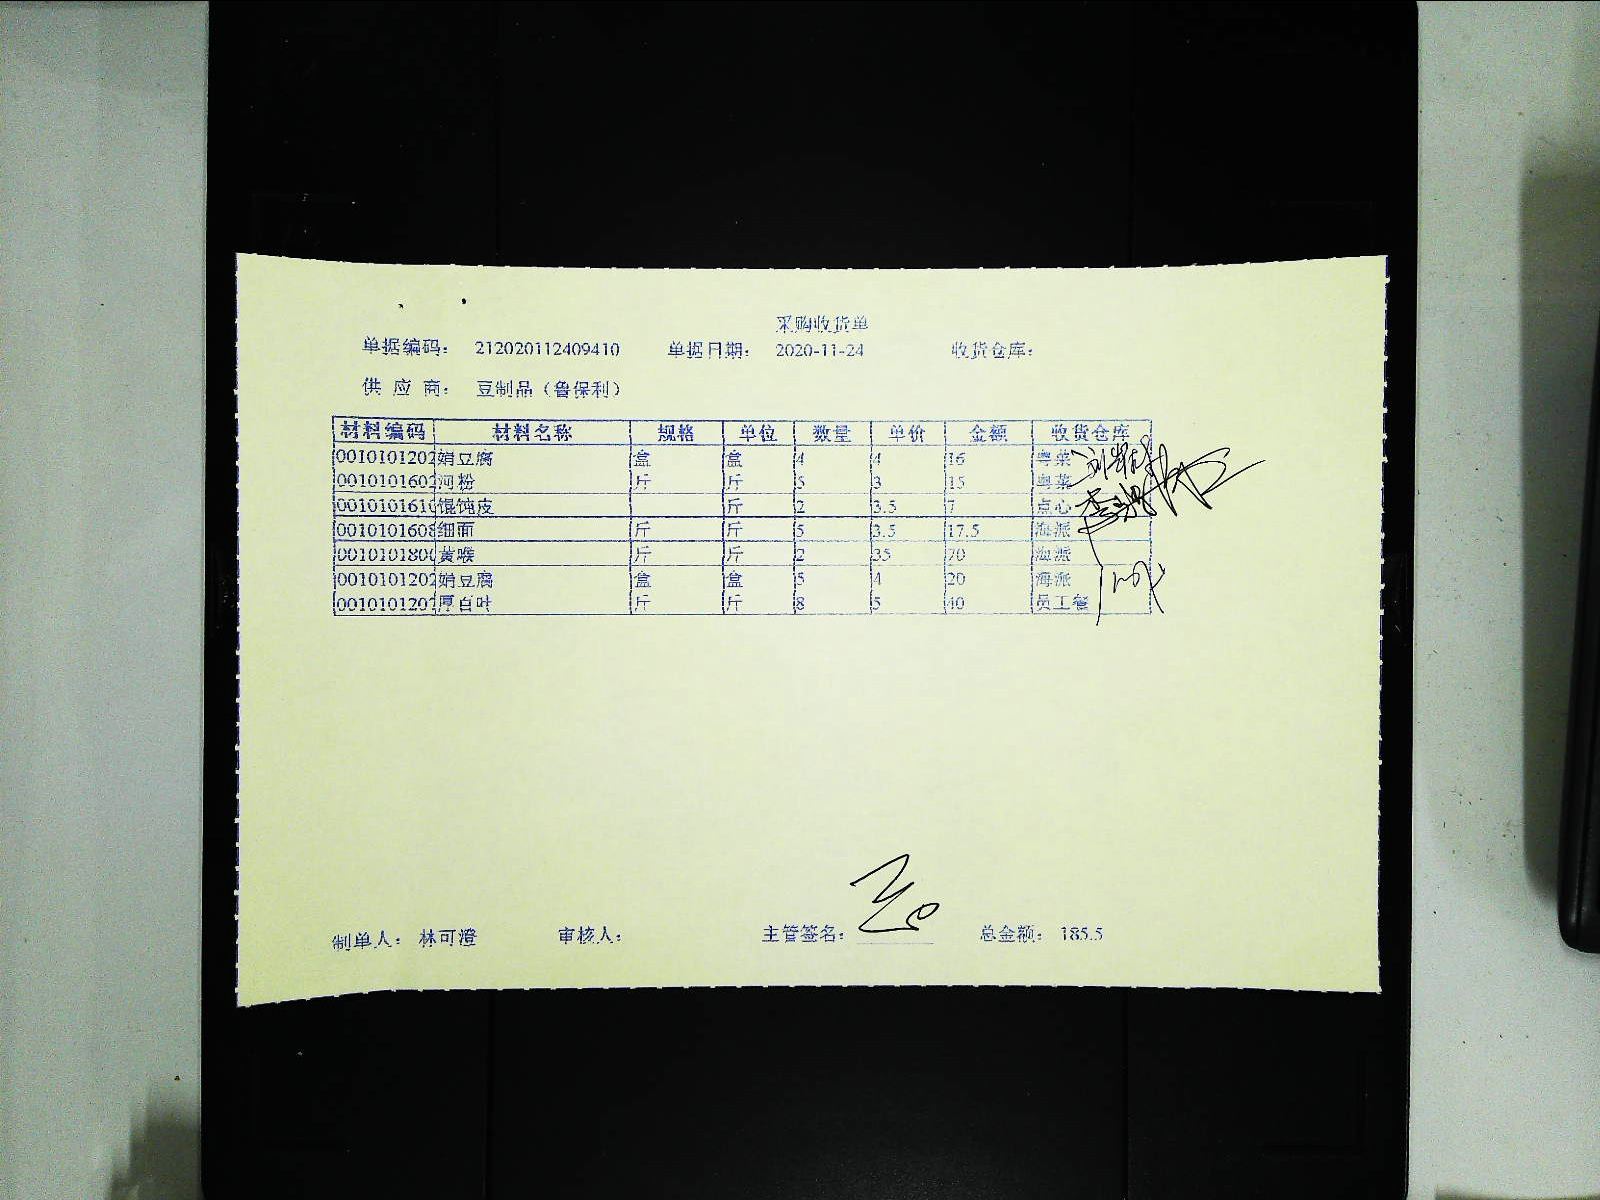 采购收货单
单据编码： 212020112409410 单据日期： 2020-11-24 收货仓库：
供 应 商： 豆制品（鲁保利）
材料编码 材料名称 规格 单位 数量 单价 金额 收货仓库
0010101202 娟豆腐 盒 盒 4 4 16 粤菜
0010101602 河粉 斤 斤 5 3 15 粤菜
0010101610 馄饨皮 斤 2 3.5 7 点心
0010101608 细面 斤 斤 5 3.5 17.5 海派
0010101800 黄喉 斤 斤 2 35 70 海派
0010101202 娟豆腐 盒 盒 5 4 20 海派
0010101207 厚百叶 斤 斤 8 5 40 员工餐
制单人： 林可澄 审核人： 主管签名： 总金额： 185.5